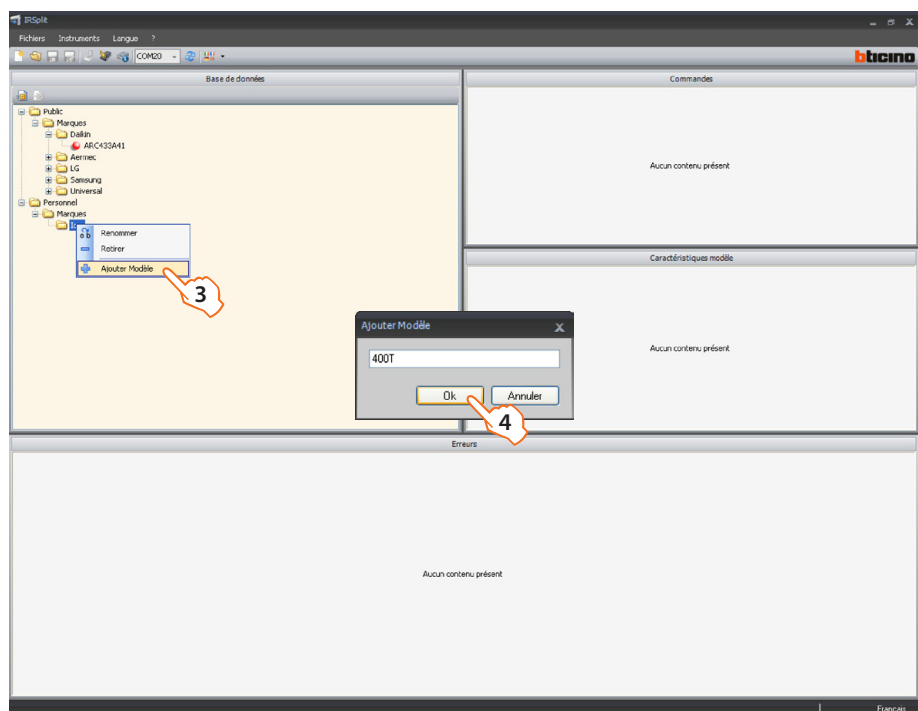 IRSplit
Fichiers Instruments Langue ?
COM20
bticino
Base de données
Commandes
Public
Marques
Daikin
ARC433A41
Aermec
LG
Samsung
Universal
Personnel
Marques
Renommer
Retirer
Ajouter Modèle
3
Aucun contenu présent
Caractéristiques modèle
Aucun contenu présent
Ajouter Modèle
400T
Ok Annuler
4
Erreurs
Aucun contenu présent
Français